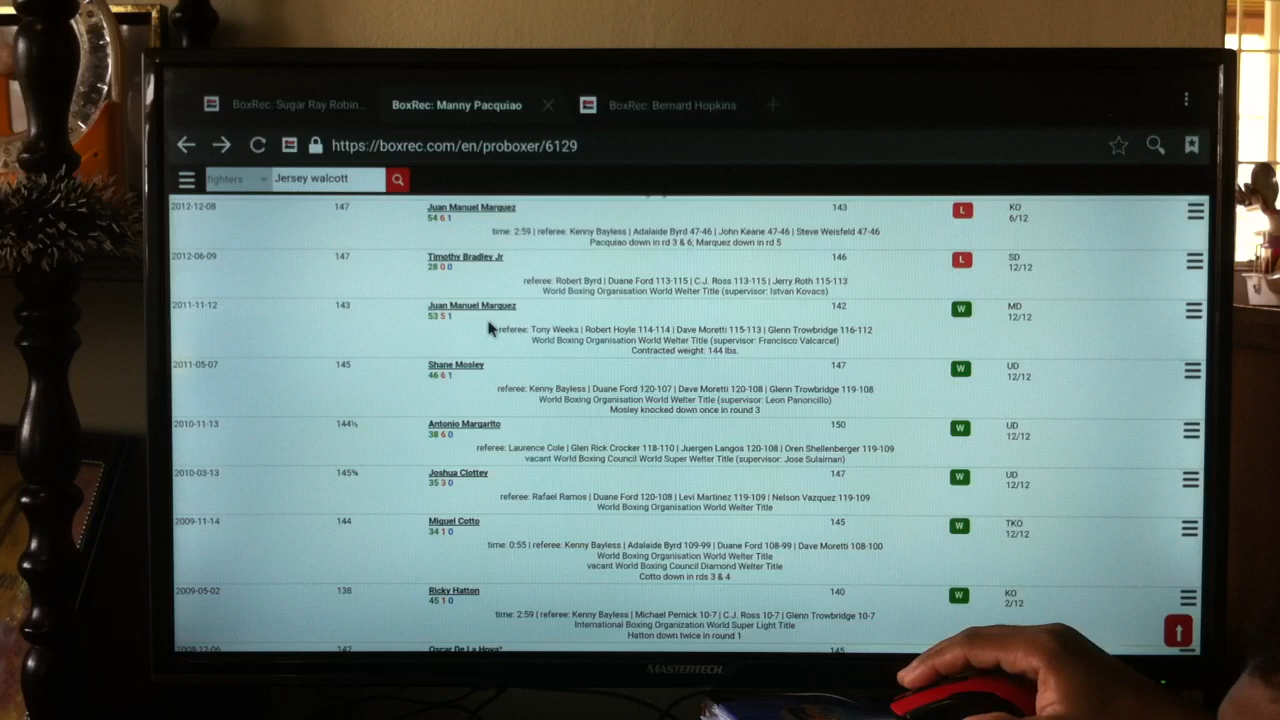 BoxRec: Sugar Ray Robin...
BoxRec: Manny Pacquiao
BoxRec: Bernard Hopkins
https://boxrec.com/en/proboxer/6129
fighters Jersey walcott
2012-12-08 147 Juan Manuel Marquez 143 L KO
54 6 1 6/12
time: 2:59 | referee: Kenny Bayless | Adalaide Byrd 47-46 | John Keane 47-46 | Steve Weisfeld 47-46
Pacquiao down in rd 3 & 6; Marquez down in rd 5
2012-06-09 147 Timothy Bradley Jr 146 L SD
28 0 0 12/12
referee: Robert Byrd | Duane Ford 113-115 | C.J. Ross 113-115 | Jerry Roth 115-113
World Boxing Organisation World Welter Title (supervisor: Istvan Kovacs)
2011-11-12 143 Juan Manuel Marquez 142 W MD
53 5 1 12/12
referee: Tony Weeks | Robert Hoyle 114-114 | Dave Moretti 115-113 | Glenn Trowbridge 116-112
World Boxing Organisation World Welter Title (supervisor: Francisco Valcarcel)
Contracted weight: 144 lbs.
2011-05-07 145 Shane Mosley 147 W UD
46 6 1 12/12
referee: Kenny Bayless | Duane Ford 120-107 | Dave Moretti 120-108 | Glenn Trowbridge 119-108
World Boxing Organisation World Welter Title (supervisor: Leon Panoncillo)
Mosley knocked down once in round 3
2010-11-13 144½ Antonio Margarito 150 W UD
38 6 0 12/12
referee: Laurence Cole | Glen Rick Crocker 118-110 | Juergen Langos 120-108 | Oren Shellenberger 119-109
vacant World Boxing Council World Super Welter Title (supervisor: Jose Sulaiman)
2010-03-13 145¾ Joshua Clottey 147 W UD
35 3 0 12/12
referee: Rafael Ramos | Duane Ford 120-108 | Levi Martinez 119-109 | Nelson Vazquez 119-109
World Boxing Organisation World Welter Title
2009-11-14 144 Miguel Cotto 145 W TKO
34 1 0 12/12
time: 0:55 | referee: Kenny Bayless | Adalaide Byrd 109-99 | Duane Ford 108-99 | Dave Moretti 108-100
World Boxing Organisation World Welter Title
vacant World Boxing Council Diamond Welter Title
Cotto down in rds 3 & 4
2009-05-02 138 Ricky Hatton 140 W KO
45 1 0 2/12
time: 2:59 | referee: Kenny Bayless | Michael Pernick 10-7 | C.J. Ross 10-7 | Glenn Trowbridge 10-7
International Boxing Organization World Super Light Title
Hatton down twice in round 1
2008-12-06 142 Oscar De La Hoya* 145
MASTERTECH